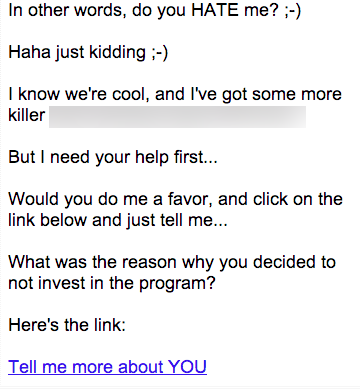 In other words, do you HATE me? ;-)
Haha just kidding ;-)
I know we're cool, and I've got some more
killer
But I need your help first...
Would you do me a favor, and click on the
link below and just tell me...
What was the reason why you decided to
not invest in the program?
Here's the link:
Tell me more about YOU